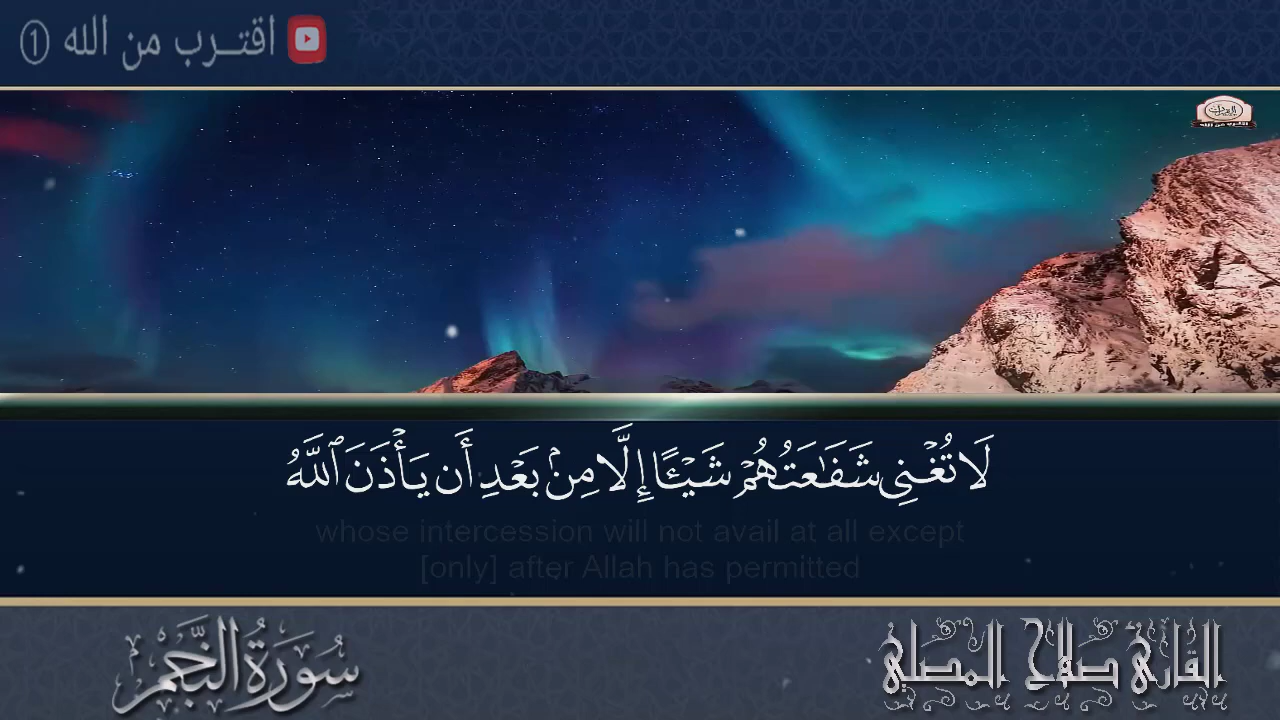 اقتـرب من الله ①
لَا تُغْنِي شَفَٰعَتُهُمْ شَيْـًٔا إِلَّا مِنۢ بَعْدِ أَن يَأْذَنَ ٱللَّهُ
whose intercession will not avail at all except
[only] after Allah has permitted
القارئ صلاح المصلي
سُورَةُ النَّجْمِ